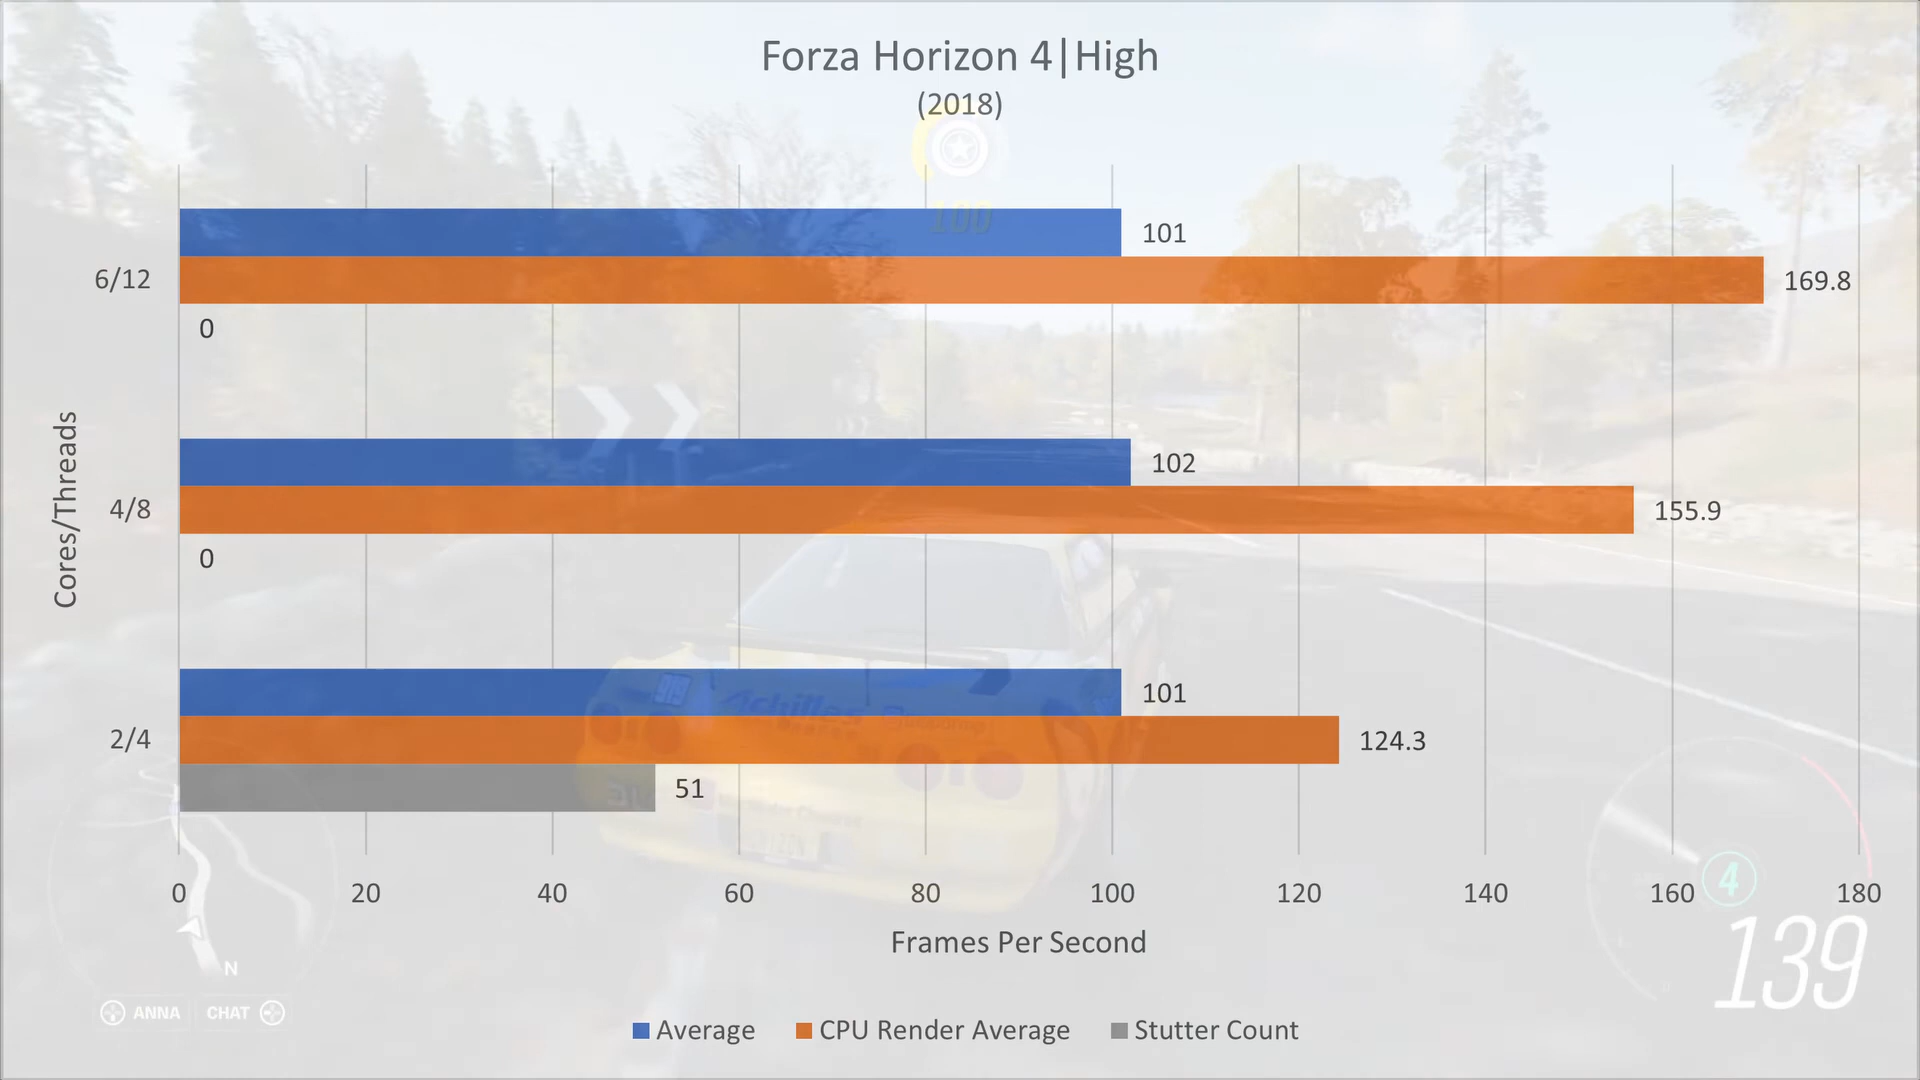 Forza Horizon 4|High
(2018)
100
Cores/Threads
6/12
101
169.8
0
4/8
102
155.9
0
2/4
101
124.3
51
Achilles
0 20 40 60 80 100 120 140 160 180
Frames Per Second
4
139
N
ANNA CHAT
Average CPU Render Average Stutter Count